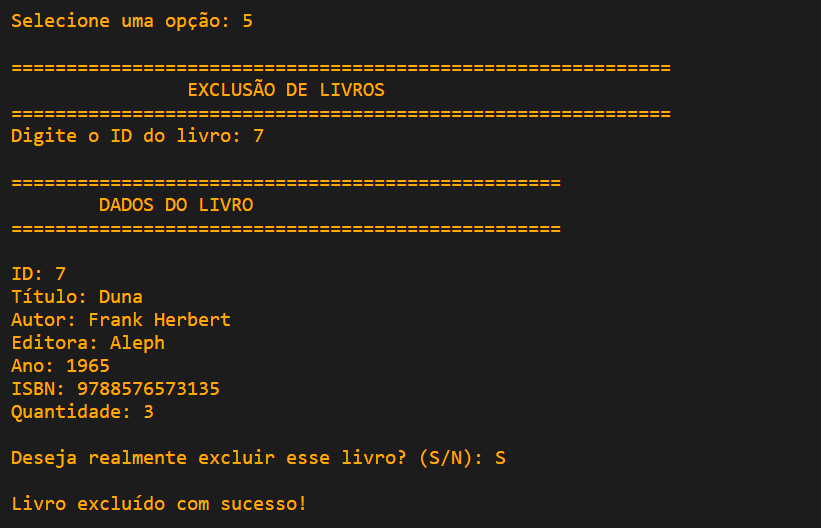 Selecione uma opção: 5
============================================================
EXCLUSÃO DE LIVROS
============================================================
Digite o ID do livro: 7
==================================================
DADOS DO LIVRO
==================================================
ID: 7
Título: Duna
Autor: Frank Herbert
Editora: Aleph
Ano: 1965
ISBN: 9788576573135
Quantidade: 3
Deseja realmente excluir esse livro? (S/N): S
Livro excluído com sucesso!